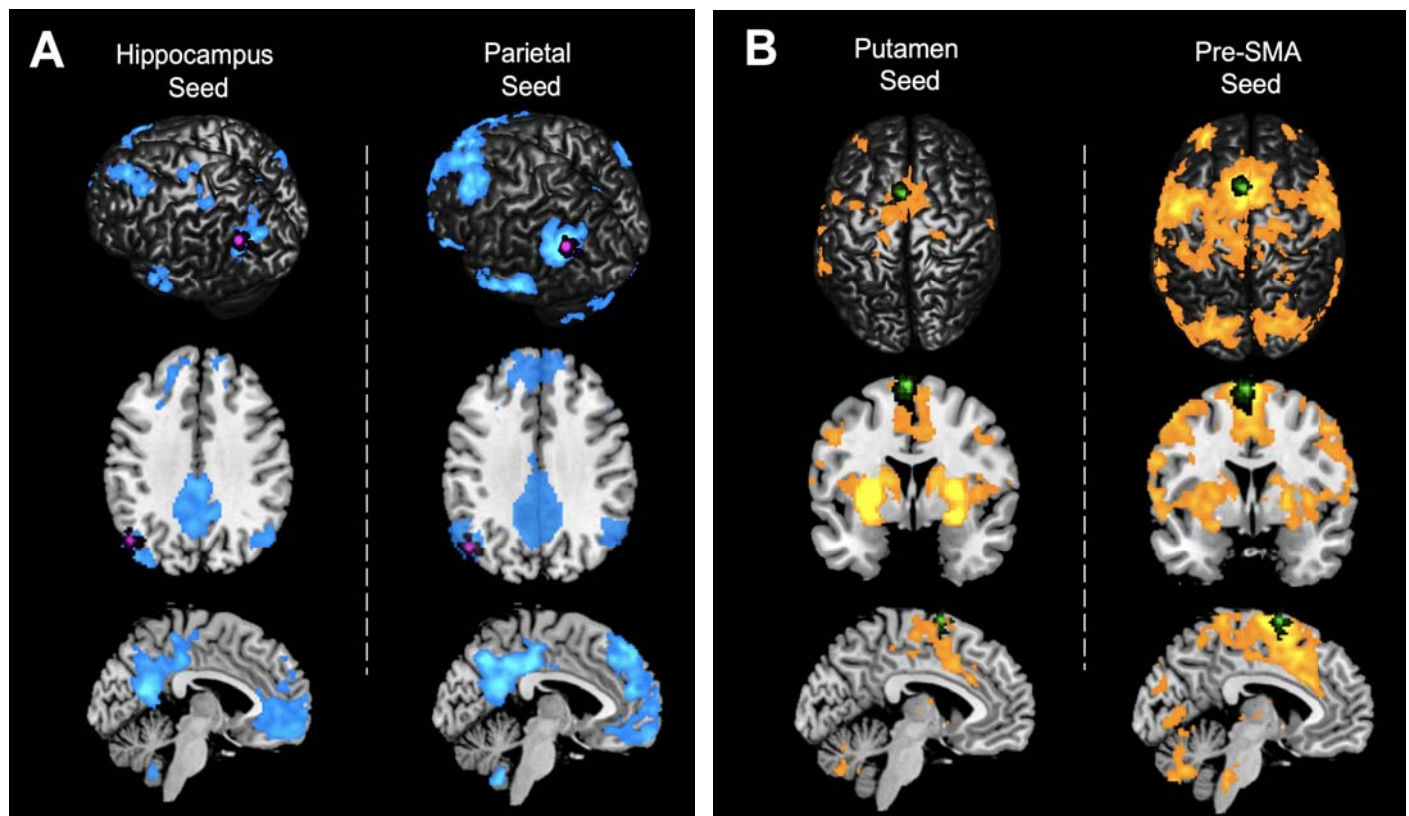 A
Hippocampus
Seed
Parietal
Seed
B
Putamen
Seed
Pre-SMA
Seed